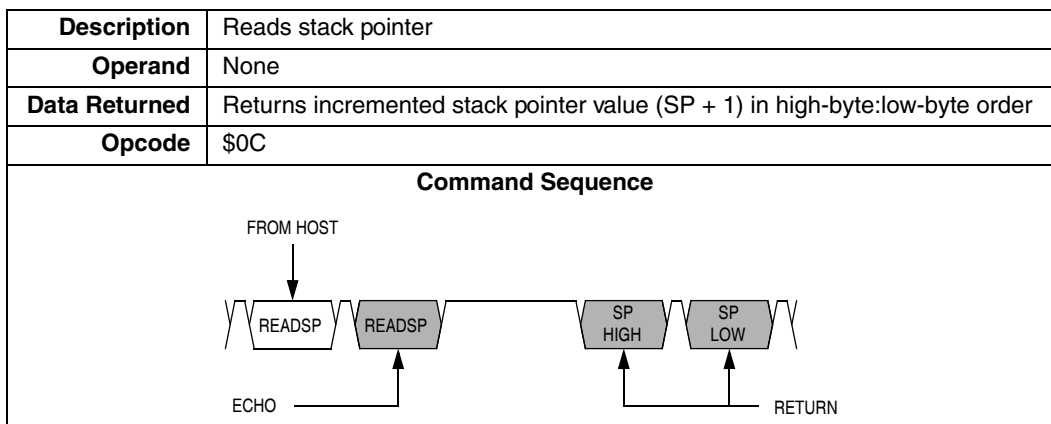 Description Reads stack pointer
Operand None
Data Returned Returns incremented stack pointer value (SP + 1) in high-byte:low-byte order
Opcode $0C
Command Sequence
FROM HOST
READSP READSP SP HIGH SP LOW
ECHO RETURN